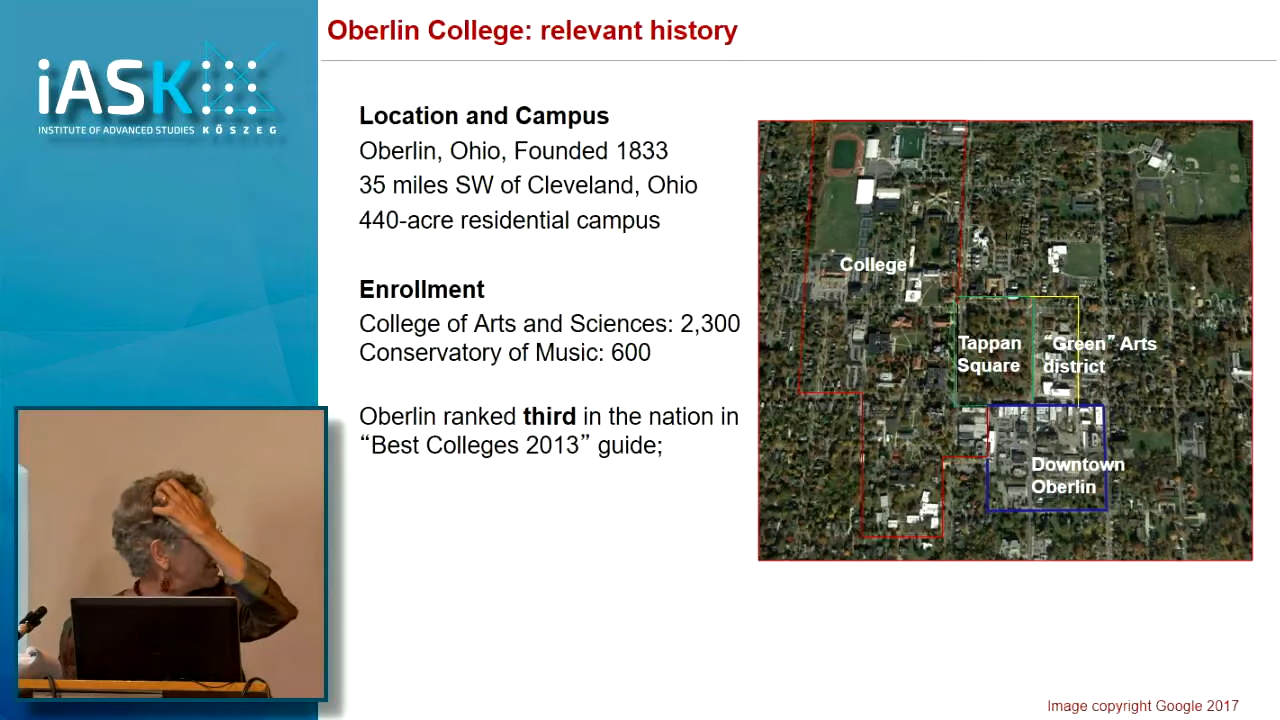 Oberlin College: relevant history
iASK
INSTITUTE OF ADVANCED STUDIES KŐSZEG
Location and Campus
Oberlin, Ohio, Founded 1833
35 miles SW of Cleveland, Ohio
440-acre residential campus
Enrollment
College of Arts and Sciences: 2,300
Conservatory of Music: 600
Oberlin ranked third in the nation in
“Best Colleges 2013” guide;
College
Tappan
Square
“Green” Arts
district
Downtown
Oberlin
Image copyright Google 2017